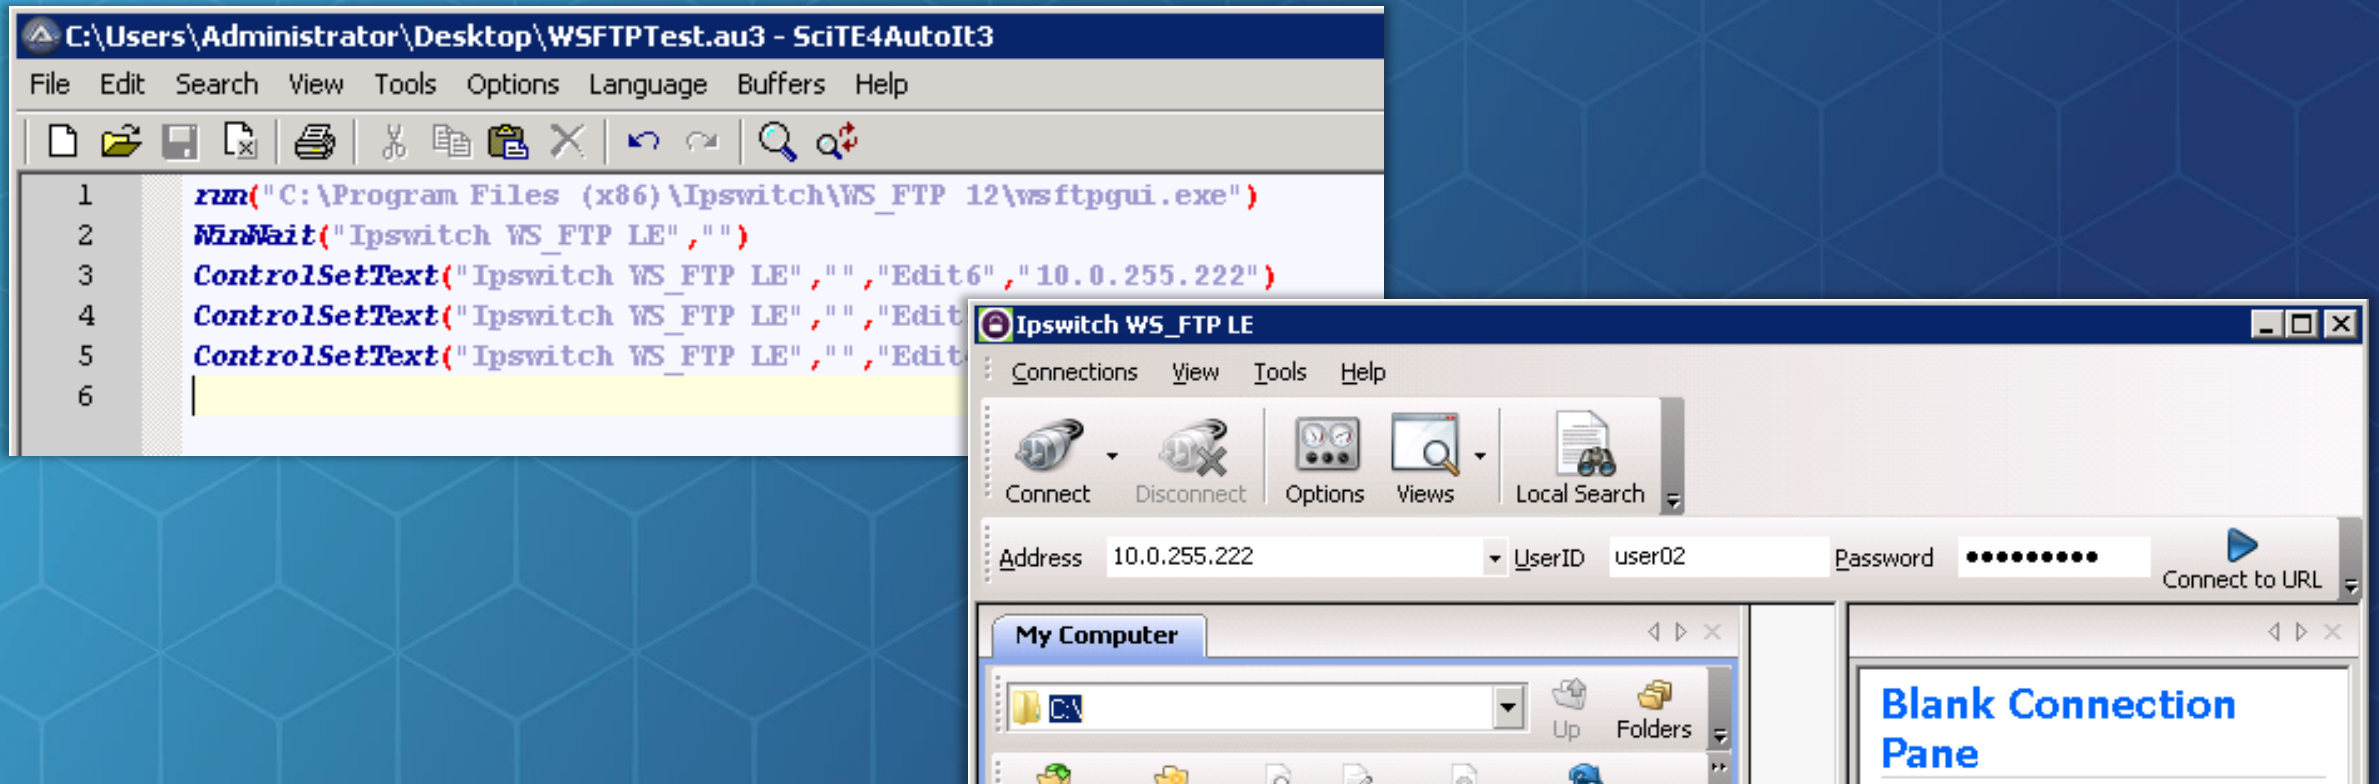 C:\Users\Administrator\Desktop\WSFTPTest.au3 - SciTE4AutoIt3
File Edit Search View Tools Options Language Buffers Help
1 run("C:\Program Files (x86)\Ipswitch\WS_FTP 12\wsftpgui.exe")
2 WinWait("Ipswitch WS_FTP LE","")
3 ControlSetText("Ipswitch WS_FTP LE","","Edit6","10.0.255.222")
4 ControlSetText("Ipswitch WS_FTP LE","","Edit
5 ControlSetText("Ipswitch WS_FTP LE","","Edit
6
Ipswitch WS_FTP LE
Connections View Tools Help
Connect Disconnect Options Views Local Search
Address 10.0.255.222 UserID user02 Password ●●●●●●●●● Connect to URL
My Computer
C:\ Up Folders
Blank Connection
Pane